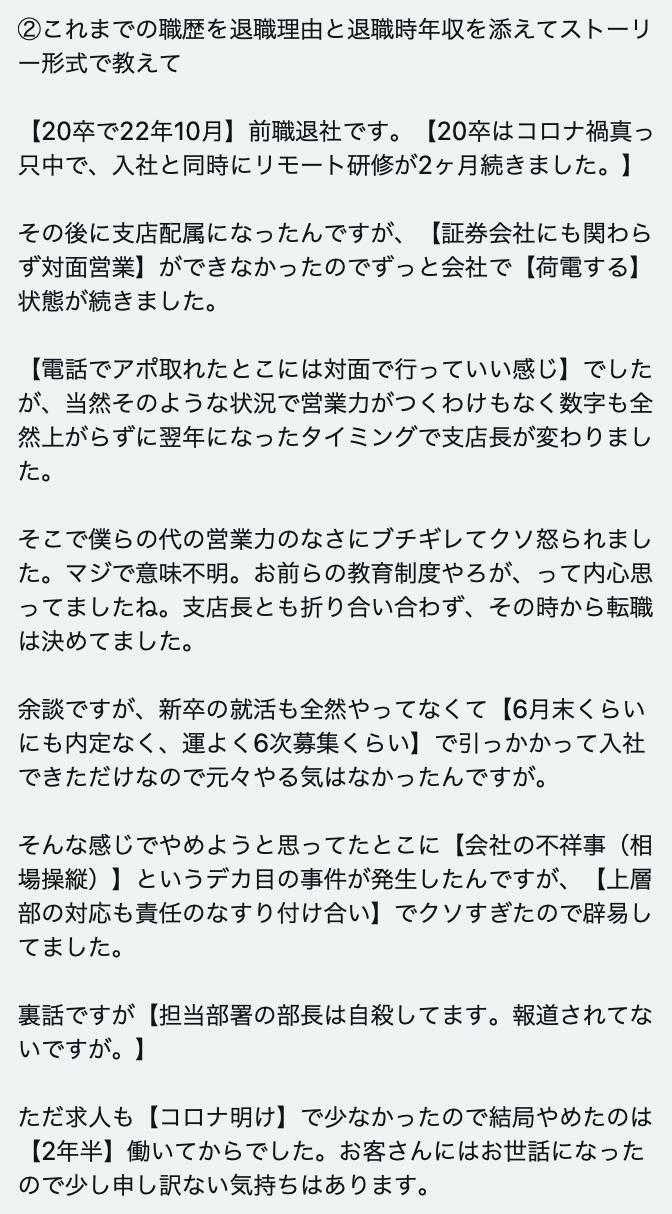 ②これまでの職歴を退職理由と退職時年収を添えてストーリ
ー形式で教えて
【20卒で22年10月】前職退社です。【20卒はコロナ禍真っ
只中で、入社と同時にリモート研修が2ヶ月続きました。】
その後に支店配属になったんですが、【証券会社にも関わら
ず対面営業】ができなかったのでずっと会社で【荷電する】
状態が続きました。
【電話でアポ取れたとこには対面で行っていい感じ】でした
が、当然そのような状況で営業力がつくわけもなく数字も全
然上がらずに翌年になったタイミングで支店長が変わりまし
た。
そこで僕らの代の営業力のなさにブチギレてクソ怒られまし
た。マジで意味不明。お前らの教育制度やろが、って内心思
ってましたね。支店長とも折り合い合わず、その時から転職
は決めてました。
余談ですが、新卒の就活も全然やってなくて【6月末くらい
にも内定なく、運よく6次募集くらい】で引っかかって入社
できただけなので元々やる気はなかったんですが。
そんな感じでやめようと思ってたとこに【会社の不祥事（相
場操縦）】というデカ目の事件が発生したんですが、【上層
部の対応も責任のなすり付け合い】でクソすぎたので辟易し
てました。
裏話ですが【担当部署の部長は自殺してます。報道されてな
いですが。】
ただ求人も【コロナ明け】で少なかったので結局やめたのは
【2年半】働いてからでした。お客さんにはお世話になった
ので少し申し訳ない気持ちはあります。